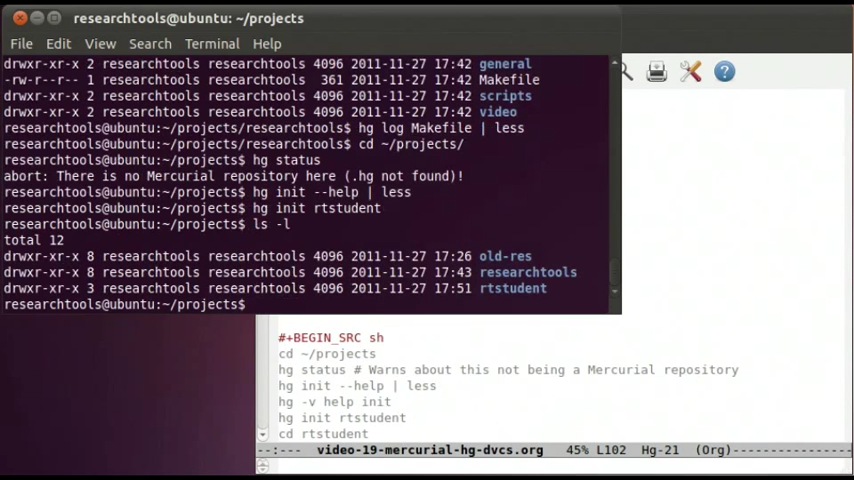 researchtools@ubuntu: ~/projects
File Edit View Search Terminal Help
drwxr-xr-x 2 researchtools researchtools 4096 2011-11-27 17:42 general
-rw-r--r-- 1 researchtools researchtools  361 2011-11-27 17:42 Makefile
drwxr-xr-x 2 researchtools researchtools 4096 2011-11-27 17:42 scripts
drwxr-xr-x 2 researchtools researchtools 4096 2011-11-27 17:42 video
researchtools@ubuntu:~/projects/researchtools$ hg log Makefile | less
researchtools@ubuntu:~/projects/researchtools$ cd ~/projects/
researchtools@ubuntu:~/projects$ hg status
abort: There is no Mercurial repository here (.hg not found)!
researchtools@ubuntu:~/projects$ hg init --help | less
researchtools@ubuntu:~/projects$ hg init rtstudent
researchtools@ubuntu:~/projects$ ls -l
total 12
drwxr-xr-x 8 researchtools researchtools 4096 2011-11-27 17:26 old-res
drwxr-xr-x 8 researchtools researchtools 4096 2011-11-27 17:43 researchtools
drwxr-xr-x 3 researchtools researchtools 4096 2011-11-27 17:51 rtstudent
researchtools@ubuntu:~/projects$
#+BEGIN_SRC sh
cd ~/projects
hg status # Warns about this not being a Mercurial repository
hg init --help | less
hg -v help init
hg init rtstudent
cd rtstudent
--:--- video-19-mercurial-hg-dvcs.org 45% L102 Hg-21 (Org)----------------